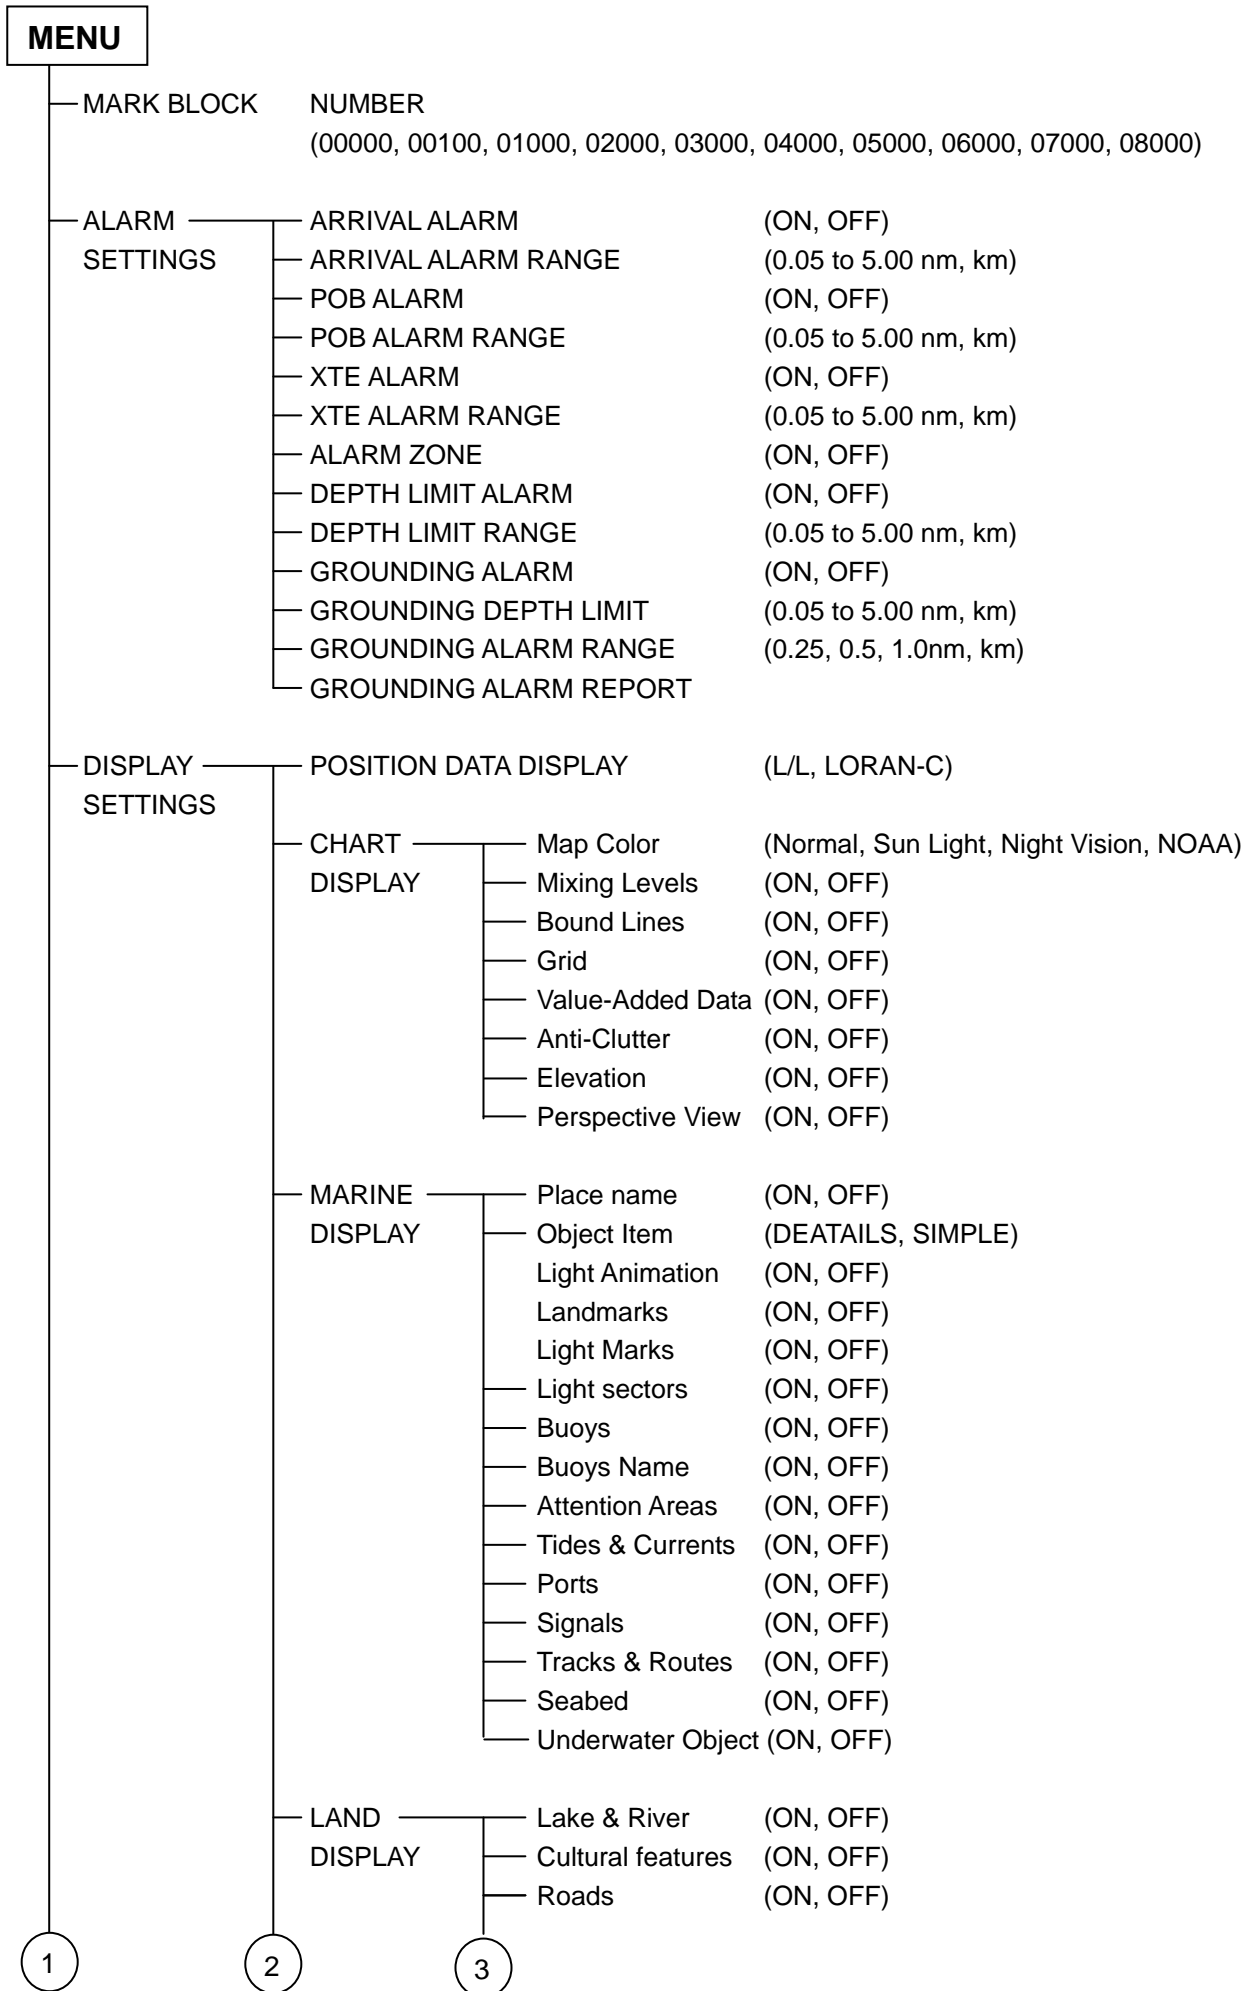 MENU
MARK BLOCK NUMBER
(00000, 00100, 01000, 02000, 03000, 04000, 05000, 06000, 07000, 08000)
ALARM ARRIVAL ALARM (ON, OFF)
SETTINGS ARRIVAL ALARM RANGE (0.05 to 5.00 nm, km)
POB ALARM (ON, OFF)
POB ALARM RANGE (0.05 to 5.00 nm, km)
XTE ALARM (ON, OFF)
XTE ALARM RANGE (0.05 to 5.00 nm, km)
ALARM ZONE (ON, OFF)
DEPTH LIMIT ALARM (ON, OFF)
DEPTH LIMIT RANGE (0.05 to 5.00 nm, km)
GROUNDING ALARM (ON, OFF)
GROUNDING DEPTH LIMIT (0.05 to 5.00 nm, km)
GROUNDING ALARM RANGE (0.25, 0.5, 1.0nm, km)
GROUNDING ALARM REPORT
DISPLAY POSITION DATA DISPLAY (L/L, LORAN-C)
SETTINGS
CHART Map Color (Normal, Sun Light, Night Vision, NOAA)
DISPLAY Mixing Levels (ON, OFF)
Bound Lines (ON, OFF)
Grid (ON, OFF)
Value-Added Data (ON, OFF)
Anti-Clutter (ON, OFF)
Elevation (ON, OFF)
Perspective View (ON, OFF)
MARINE Place name (ON, OFF)
DISPLAY Object Item (DEATAILS, SIMPLE)
Light Animation (ON, OFF)
Landmarks (ON, OFF)
Light Marks (ON, OFF)
Light sectors (ON, OFF)
Buoys (ON, OFF)
Buoys Name (ON, OFF)
Attention Areas (ON, OFF)
Tides & Currents (ON, OFF)
Ports (ON, OFF)
Signals (ON, OFF)
Tracks & Routes (ON, OFF)
Seabed (ON, OFF)
Underwater Object (ON, OFF)
LAND Lake & River (ON, OFF)
DISPLAY Cultural features (ON, OFF)
Roads (ON, OFF)
1 2 3